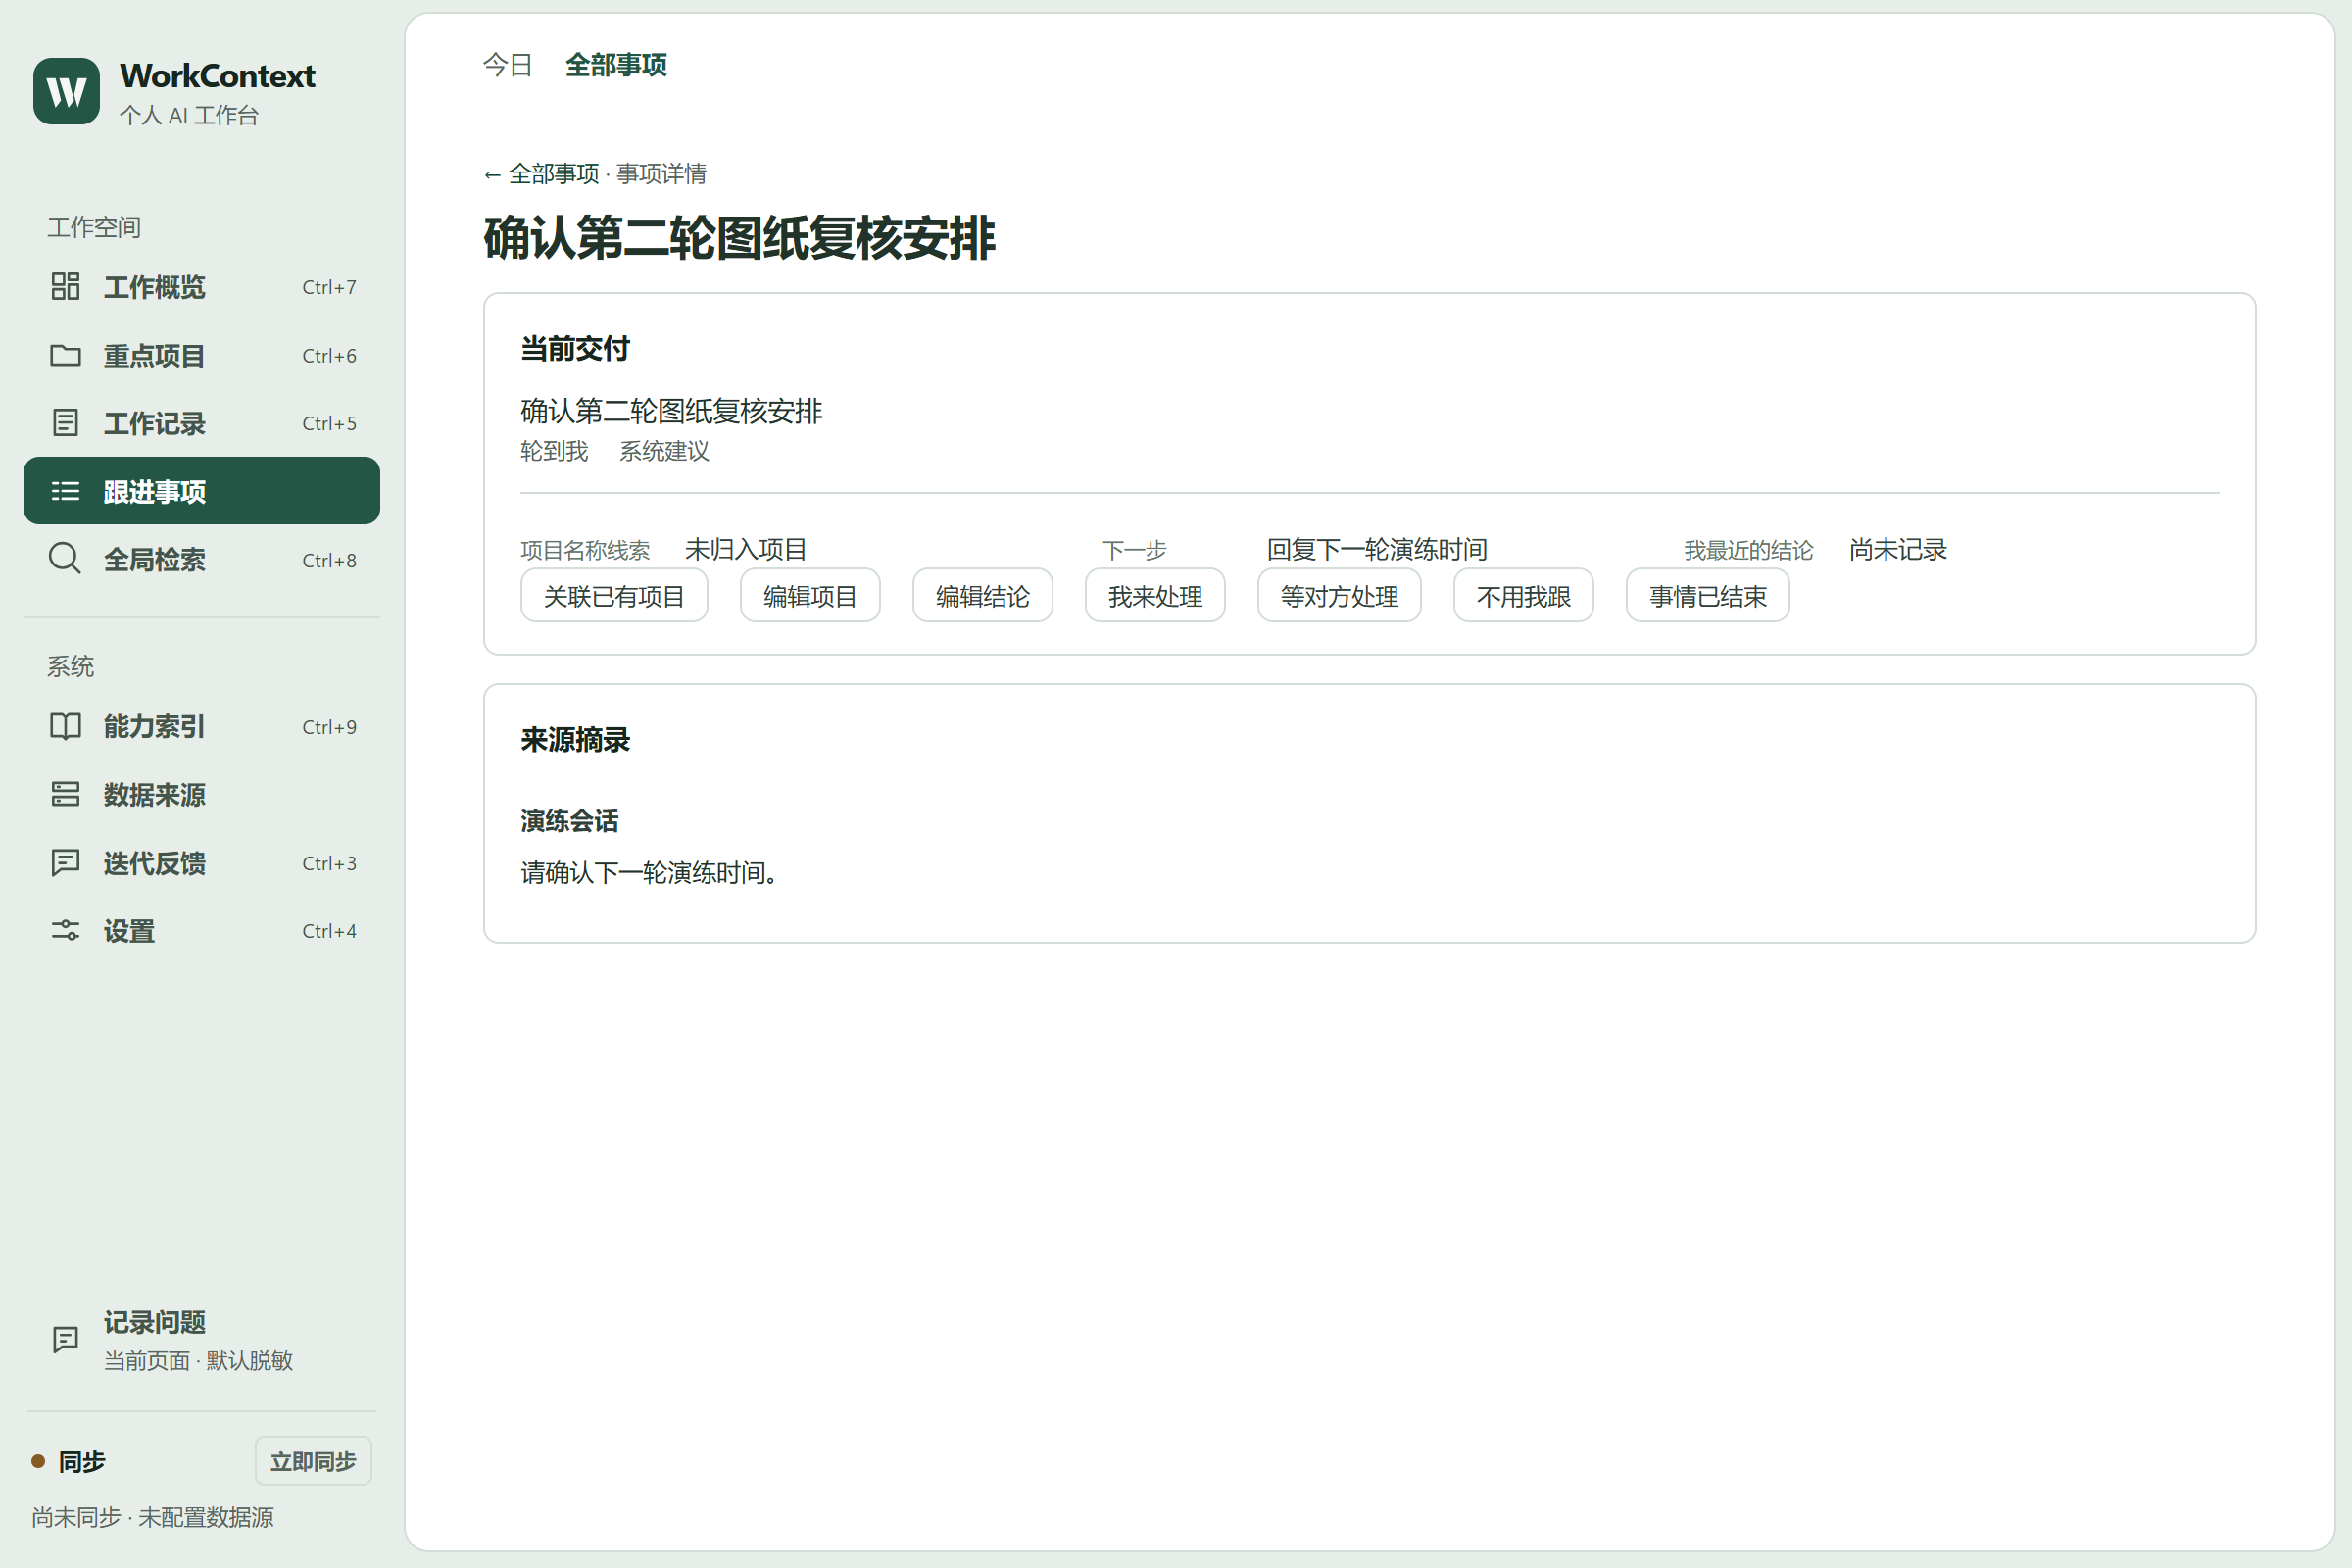 WorkContext
个人 AI 工作台
工作空间
工作概览 Ctrl+7
重点项目 Ctrl+6
工作记录 Ctrl+5
跟进事项
全局检索 Ctrl+8
系统
能力索引 Ctrl+9
数据来源
迭代反馈 Ctrl+3
设置 Ctrl+4
记录问题
当前页面 · 默认脱敏
同步 立即同步
尚未同步 · 未配置数据源
今日 全部事项
← 全部事项 · 事项详情
确认第二轮图纸复核安排
当前交付
确认第二轮图纸复核安排
轮到我 系统建议
项目名称线索 未归入项目 下一步 回复下一轮演练时间 我最近的结论 尚未记录
关联已有项目 编辑项目 编辑结论 我来处理 等对方处理 不用我跟 事情已结束
来源摘录
演练会话
请确认下一轮演练时间。